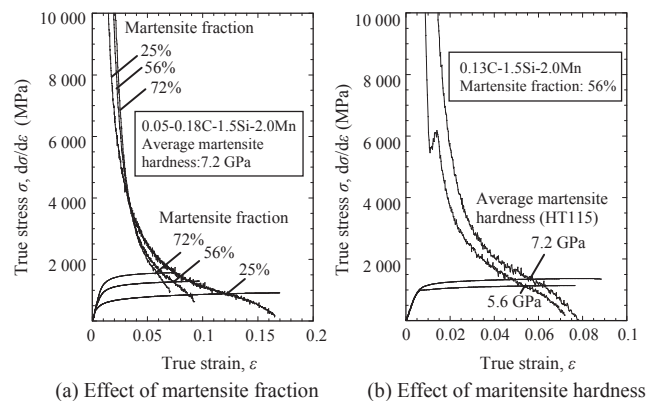 True stress σ, dσ/dε (MPa)
10 000
8 000
6 000
4 000
2 000
0
0.05
0.1
0.15
0.2
True strain, ε
Martensite fraction
25%
56%
72%
0.05-0.18C-1.5Si-2.0Mn
Average martensite
hardness:7.2 GPa
Martensite fraction
72%
56%
25%
(a) Effect of martensite fraction
True stress σ, dσ/dε (MPa)
10 000
8 000
6 000
4 000
2 000
0
0.02
0.04
0.06
0.08
0.1
True strain, ε
0.13C-1.5Si-2.0Mn
Martensite fraction: 56%
Average martensite
hardness (HT115)
7.2 GPa
5.6 GPa
(b) Effect of maritensite hardness